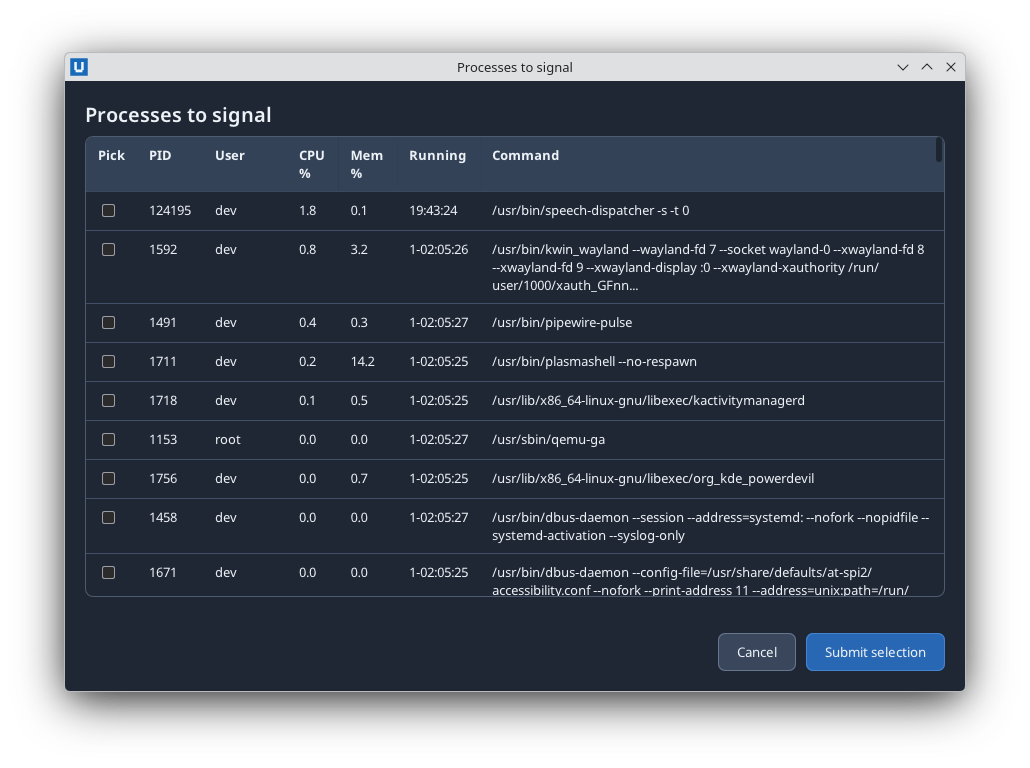 Processes to signal
Processes to signal
Pick PID User CPU % Mem % Running Command
124195 dev 1.8 0.1 19:43:24 /usr/bin/speech-dispatcher -s -t 0
1592 dev 0.8 3.2 1-02:05:26 /usr/bin/kwin_wayland --wayland-fd 7 --socket wayland-0 --xwayland-fd 8
--xwayland-fd 9 --xwayland-display :0 --xwayland-xauthority /run/
user/1000/xauth_GFnn...
1491 dev 0.4 0.3 1-02:05:27 /usr/bin/pipewire-pulse
1711 dev 0.2 14.2 1-02:05:25 /usr/bin/plasmashell --no-respawn
1718 dev 0.1 0.5 1-02:05:25 /usr/lib/x86_64-linux-gnu/libexec/kactivitymanagerd
1153 root 0.0 0.0 1-02:05:27 /usr/sbin/qemu-ga
1756 dev 0.0 0.7 1-02:05:25 /usr/lib/x86_64-linux-gnu/libexec/org_kde_powerdevil
1458 dev 0.0 0.0 1-02:05:27 /usr/bin/dbus-daemon --session --address=systemd: --nofork --nopidfile --
systemd-activation --syslog-only
1671 dev 0.0 0.0 1-02:05:25 /usr/bin/dbus-daemon --config-file=/usr/share/defaults/at-spi2/
accessibility.conf --nofork --print-address 11 --address=unix:path=/run/
Cancel Submit selection